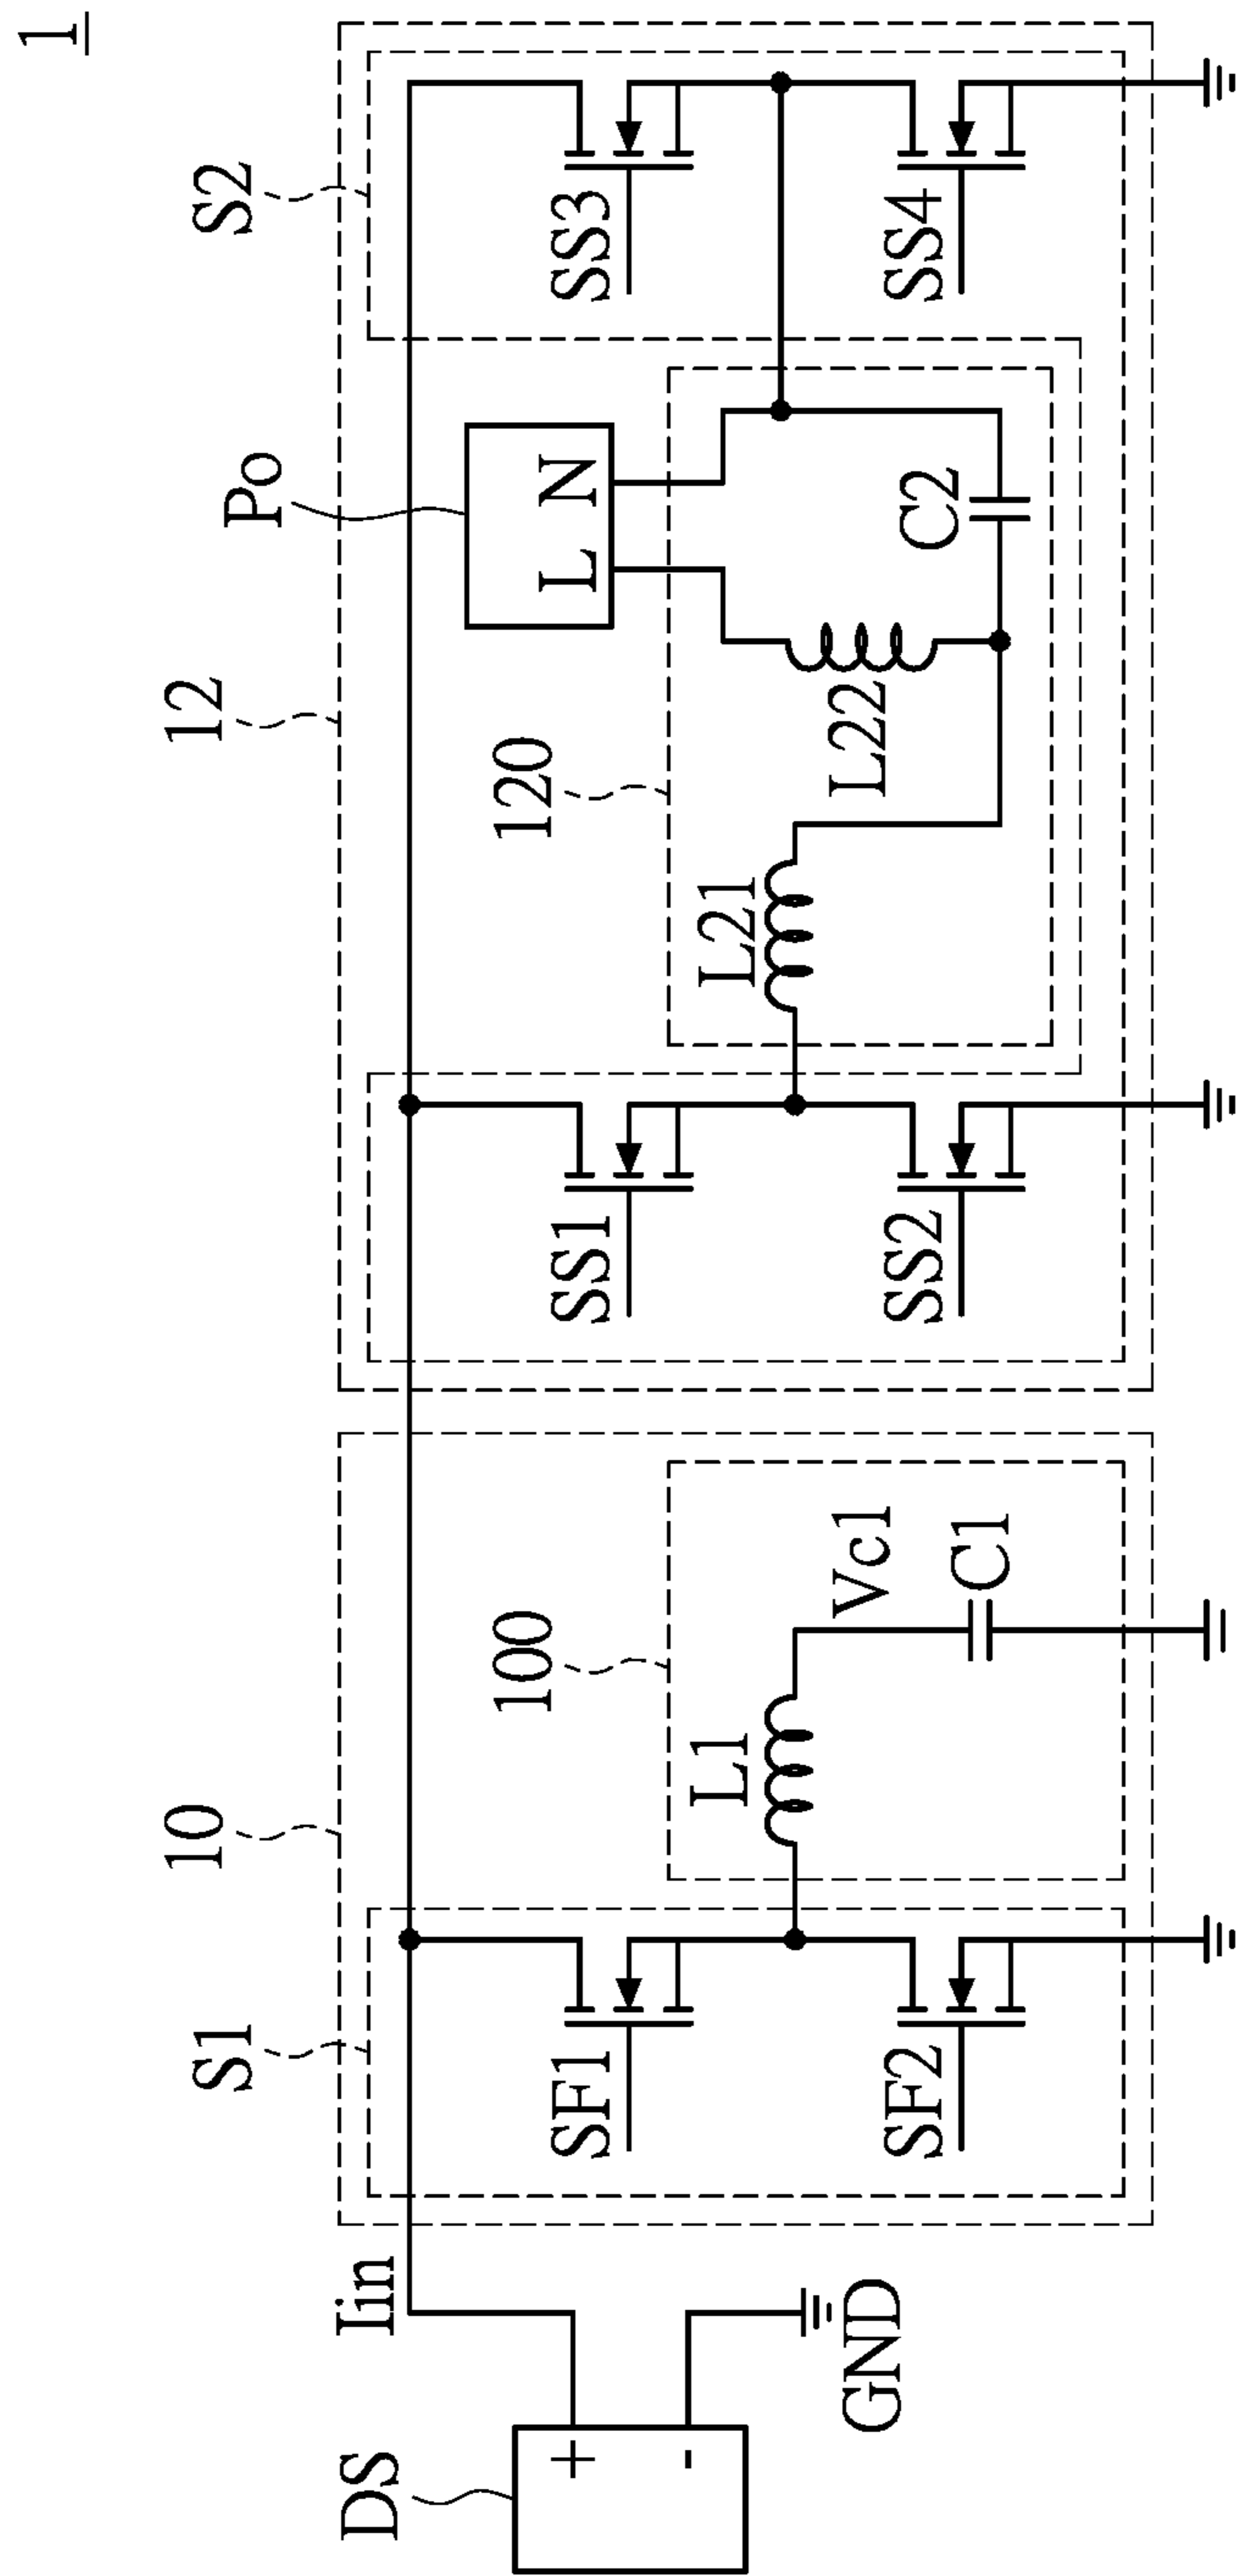 1
12
S2
10
S1
Po
L N
120
SS3
SS1
L21
L22
C2
SS4
SS2
100
Vc1
SF1
L1
C1
SF2
Iin
DS
+
-
GND